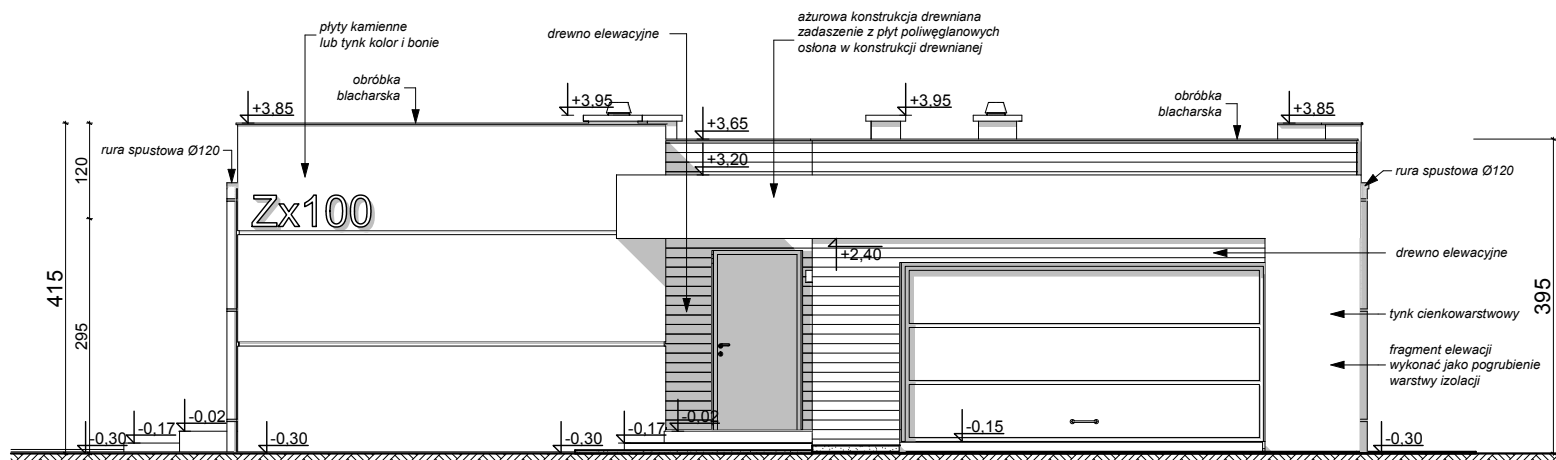 płyty kamienne
lub tynk kolor i bonie
drewno elewacyjne
ażurowa konstrukcja drewniana
zadaszenie z płyt poliwęglanowych
osłona w konstrukcji drewnianej
obróbka
blacharska
obróbka
blacharska
+3,85
+3,95
+3,65
+3,20
+3,95
+3,85
rura spustowa Ø120
rura spustowa Ø120
120
295
415
395
Zx100
+2,40
drewno elewacyjne
tynk cienkowarstwowy
fragment elewacji
wykonać jako pogrubienie
warstwy izolacji
-0,30
-0,17
-0,02
-0,30
-0,30
-0,17
-0,02
-0,15
-0,30